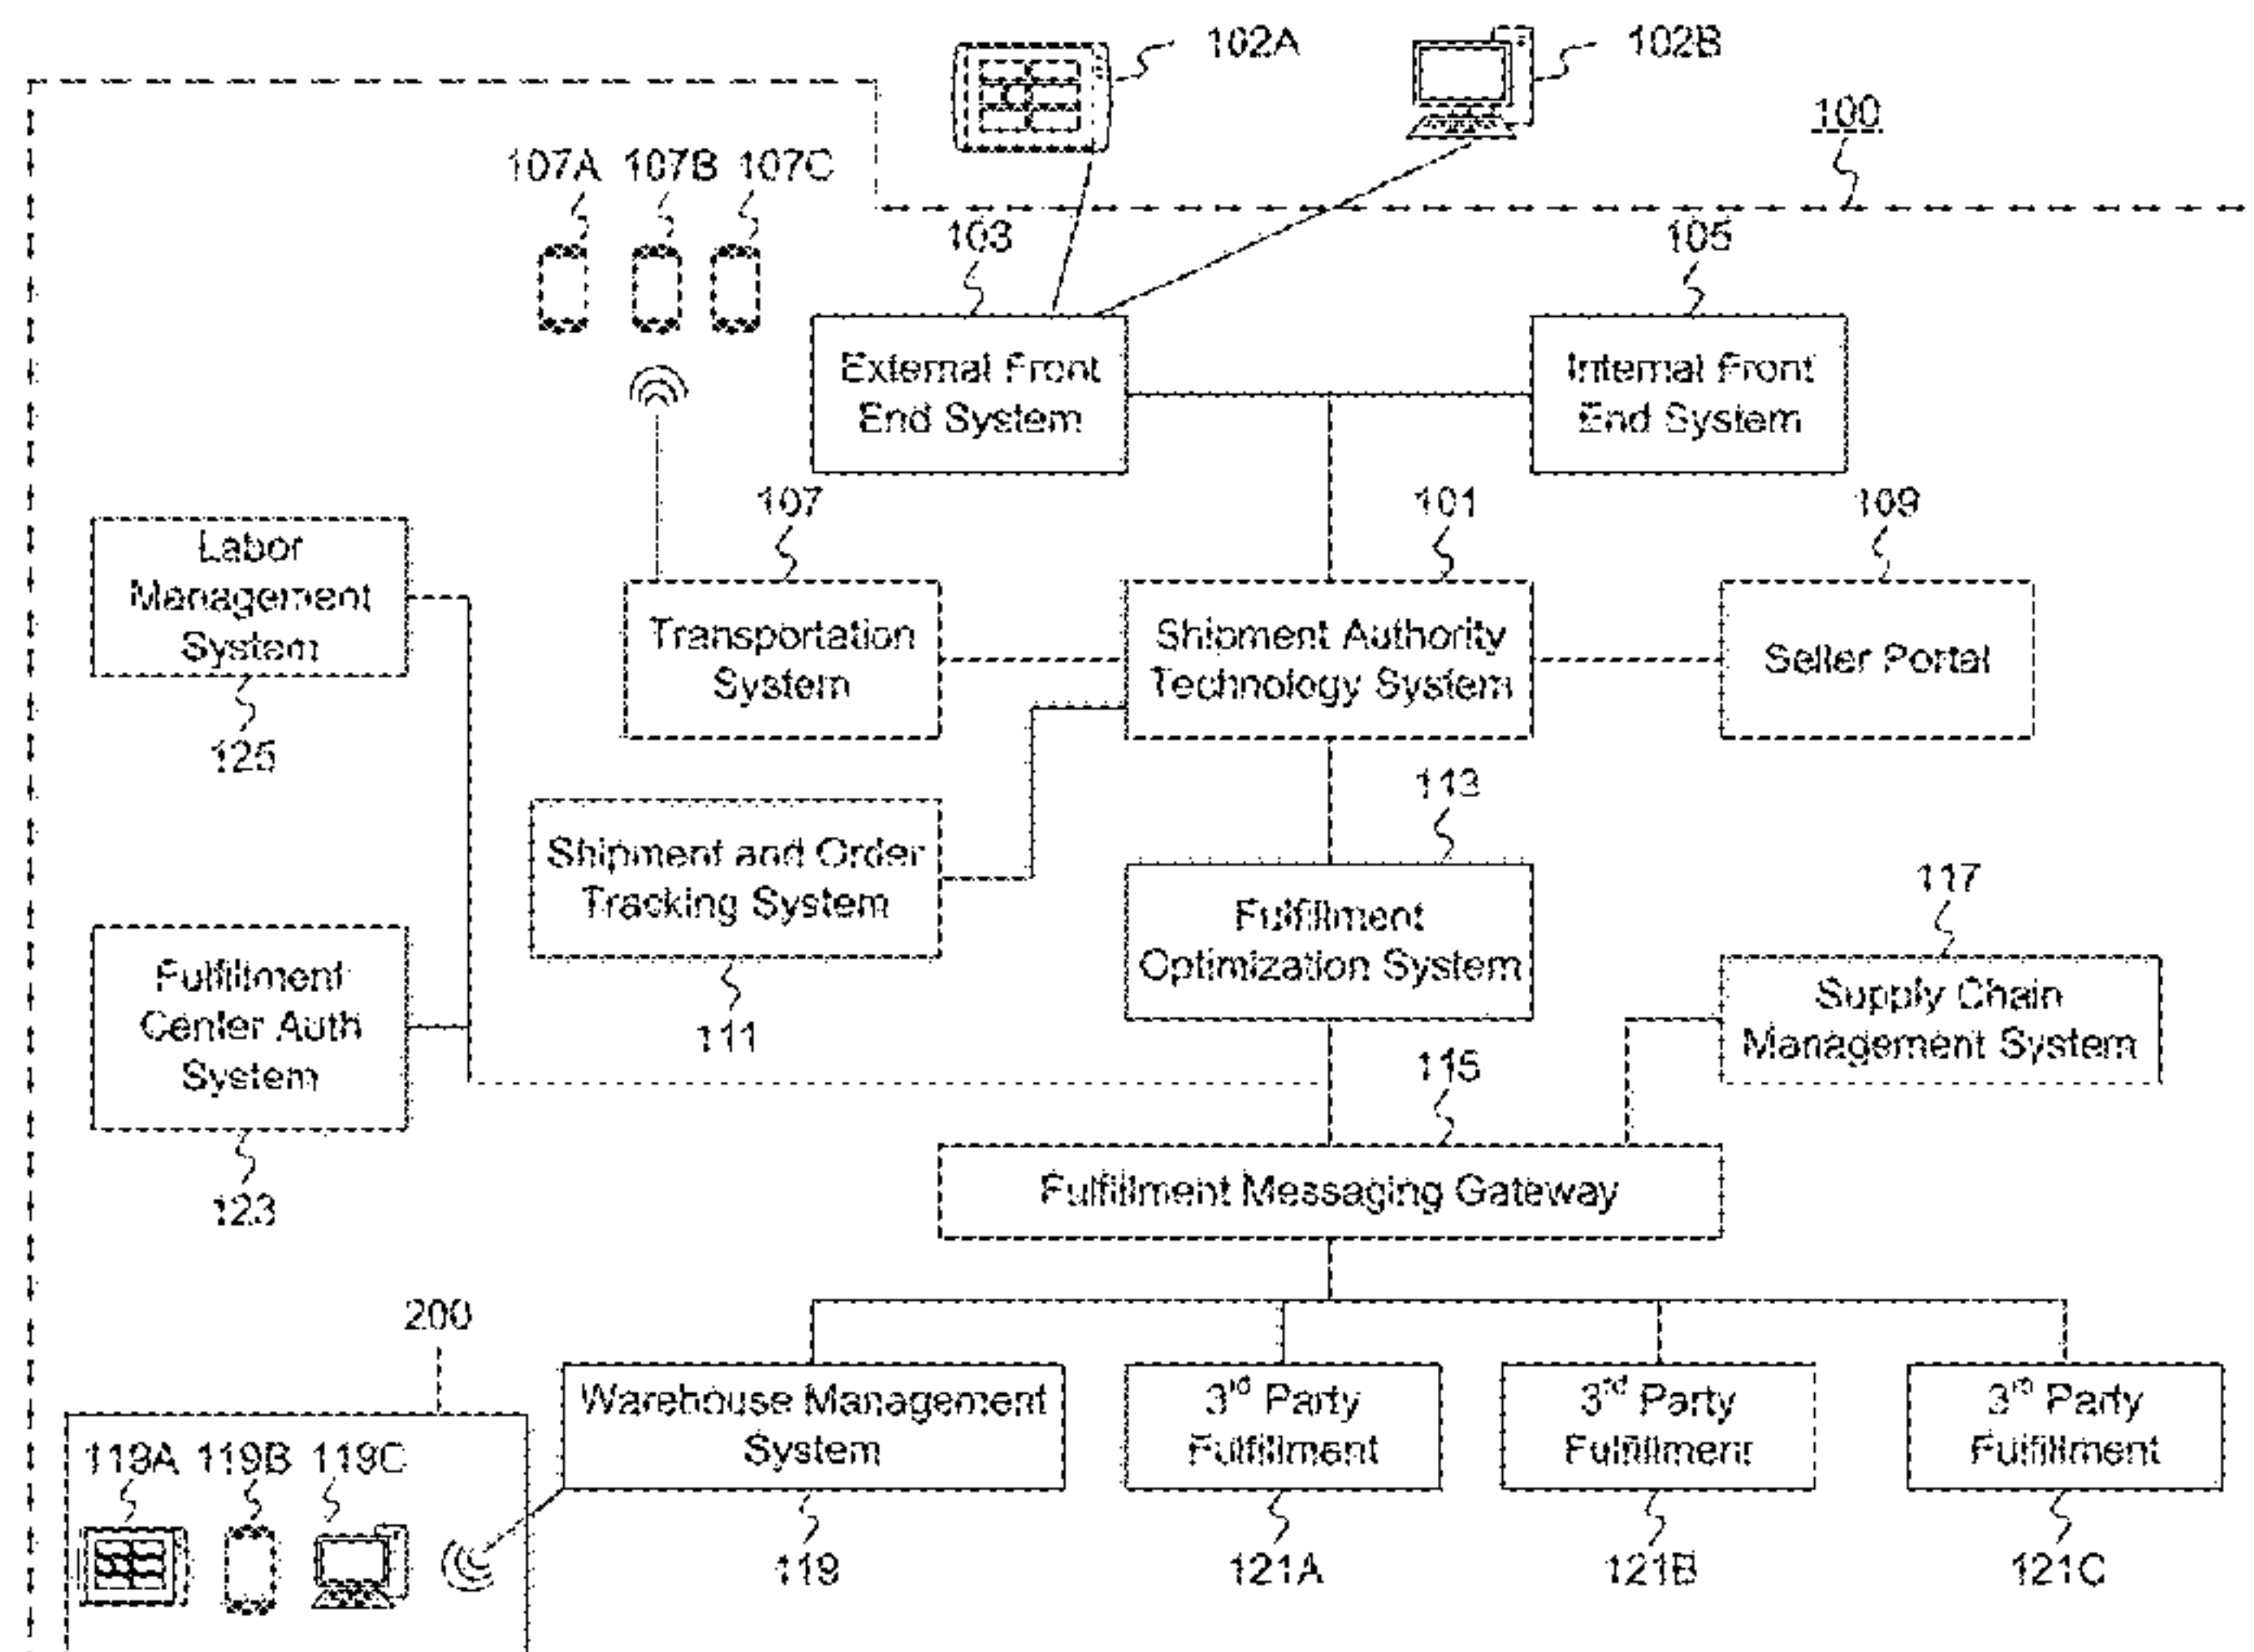 102A
102B
100
107A 107B 107C
103
105
External Front
End System
Internal Front
End System
107
101
109
Labor
Management
System
Transportation
System
Shipment Authority
Technology System
Seller Portal
125
113
Shipment and Order
Tracking System
117
Fulfillment
Optimization System
Fulfillment
Center Auth
System
Supply Chain
Management System
111
115
Fulfillment Messaging Gateway
123
200
Warehouse Management
System
3rd Party
Fulfillment
3rd Party
Fulfillment
3rd Party
Fulfillment
119A 119B 119C
119
121A
121B
121C